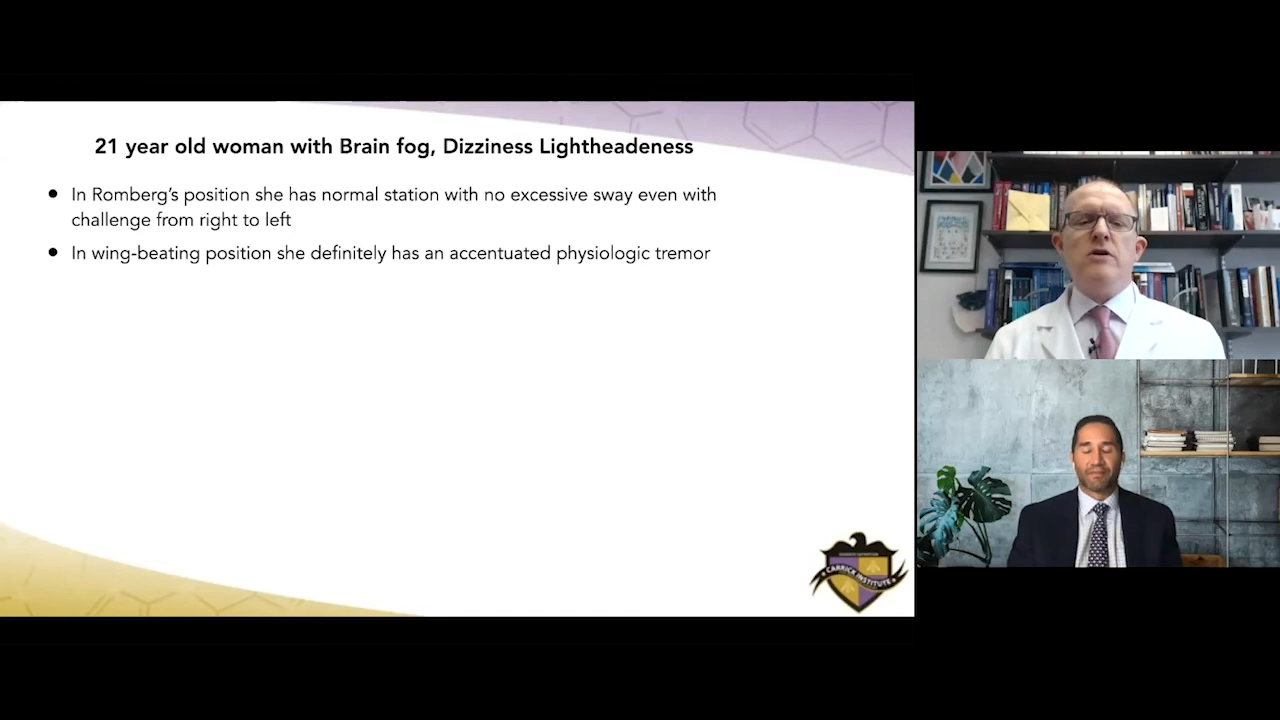 21 year old woman with Brain fog, Dizziness Lightheadeness
● In Romberg’s position she has normal station with no excessive sway even with
challenge from right to left
● In wing-beating position she definitely has an accentuated physiologic tremor
CARRICK INSTITUTE